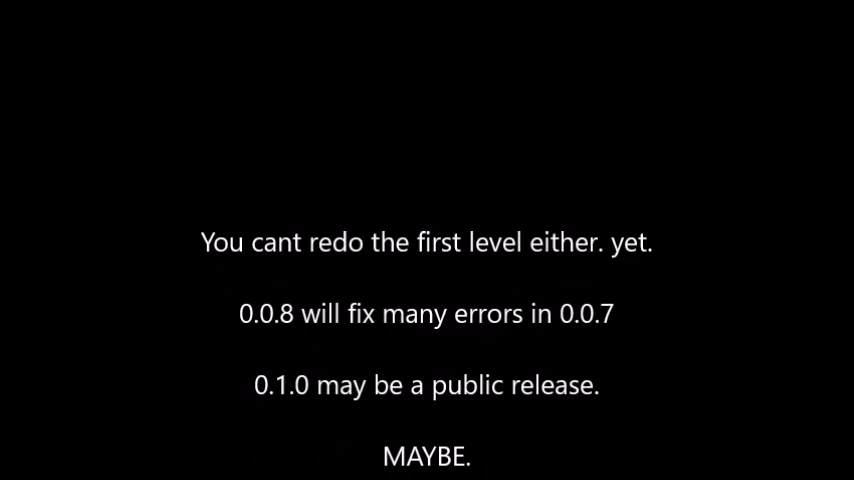 You cant redo the first level either. yet.
0.0.8 will fix many errors in 0.0.7
0.1.0 may be a public release.
MAYBE.